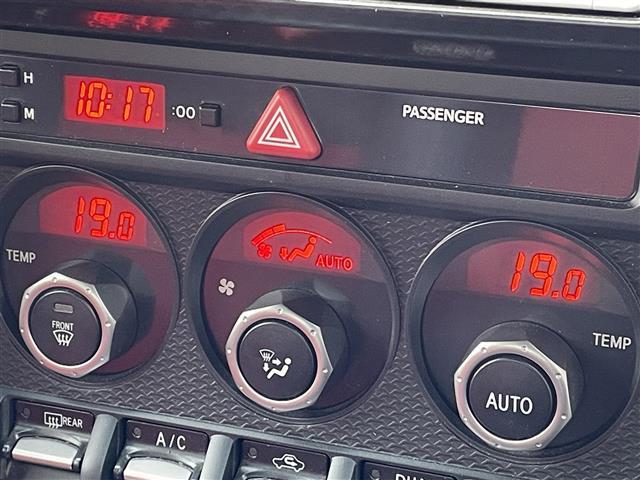 H
10:17
:00
M
PASSENGER
19.0
AUTO
19.0
TEMP
TEMP
FRONT
AUTO
REAR
A/C